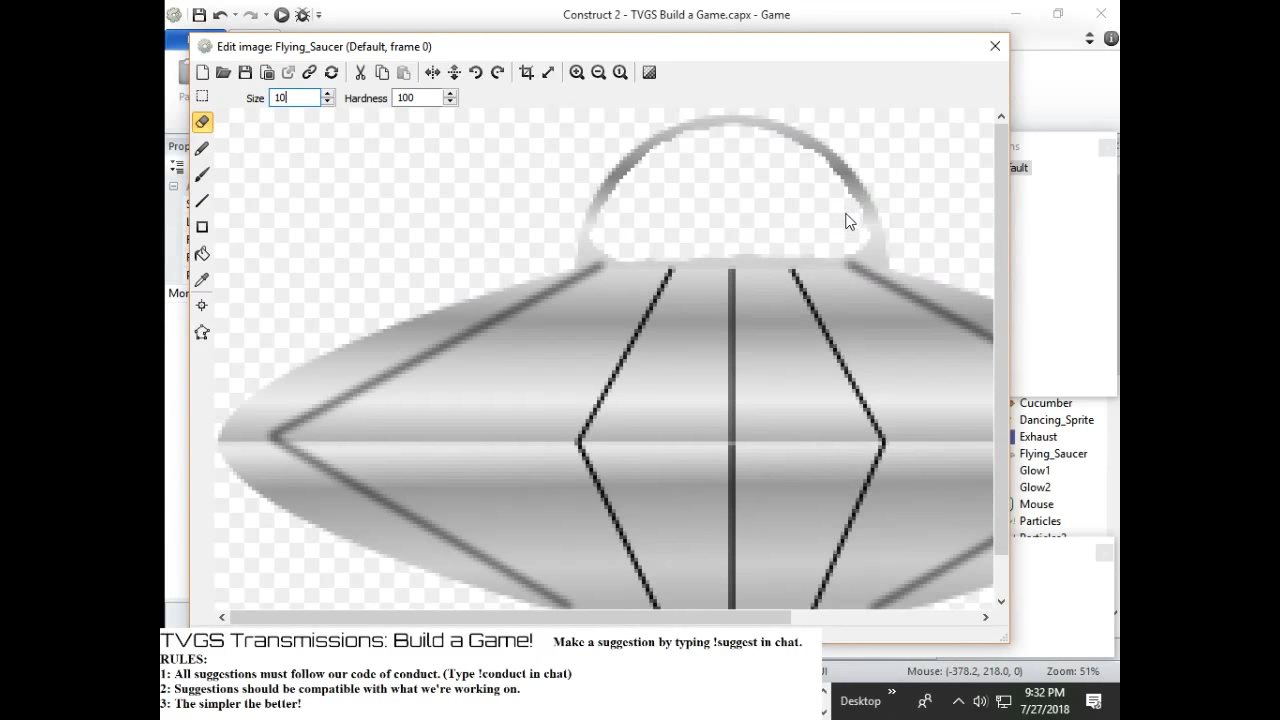 Construct 2 - TVGS Build a Game.capx - Game
Edit image: Flying_Saucer (Default, frame 0)
Size 10 Hardness 100
Pa
Prop
Mor
ns
fault
Cucumber
Dancing_Sprite
Exhaust
Flying_Saucer
Glow1
Glow2
Mouse
Particles
Particles2
TVGS Transmissions: Build a Game! Make a suggestion by typing !suggest in chat.
RULES:
1: All suggestions must follow our code of conduct. (Type !conduct in chat)
2: Suggestions should be compatible with what we're working on.
3: The simpler the better!
UI Mouse: (-378.2, 218.0, 0) Zoom: 51%
Desktop
9:32 PM
7/27/2018